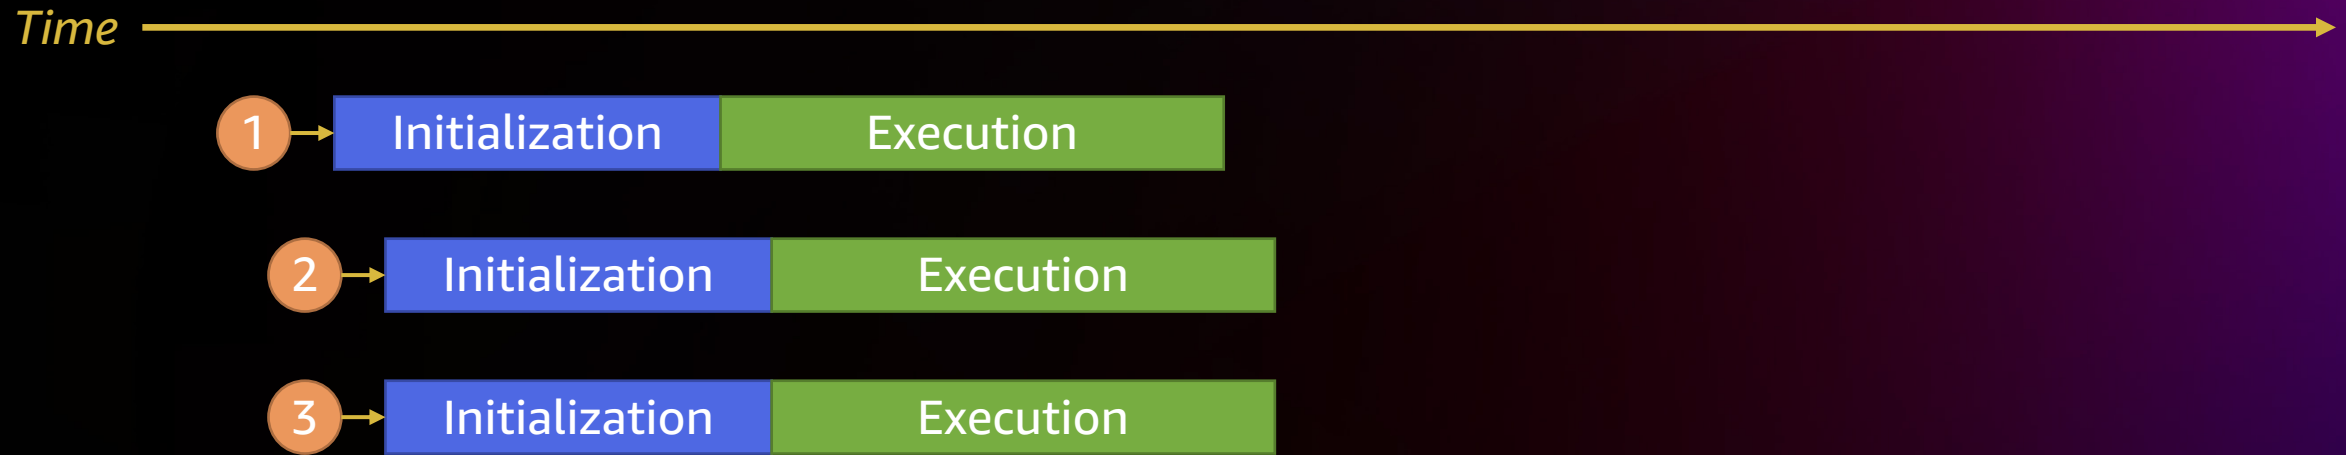 Time
1 Initialization Execution
2 Initialization Execution
3 Initialization Execution